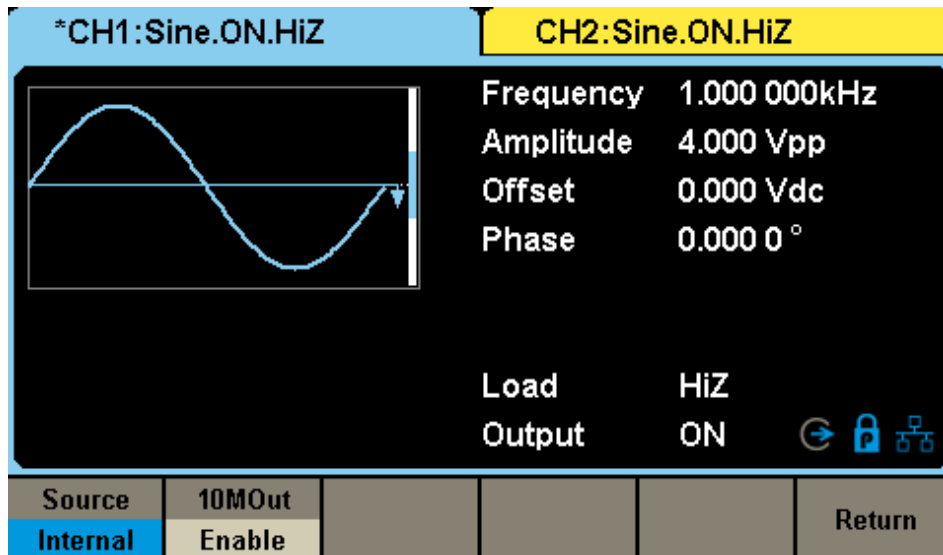 *CH1:Sine.ON.HiZ
CH2:Sine.ON.HiZ
Frequency 1.000 000kHz
Amplitude 4.000 Vpp
Offset 0.000 Vdc
Phase 0.000 0 °
Load HiZ
Output ON
P
Source 10MOut
Internal Enable
Return